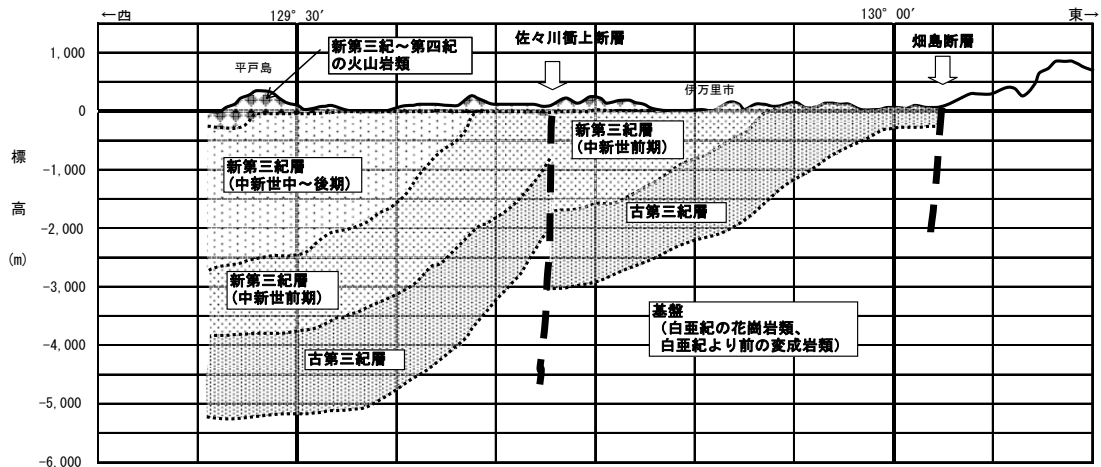 ←西
129° 30′
130° 00′
東→
新第三紀～第四紀
の火山岩類
佐々川衝上断層
畑島断層
平戸島
伊万里市
1,000
0
-1,000
-2,000
-3,000
-4,000
-5,000
-6,000
標
高
(m)
新第三紀層
（中新世中～後期）
新第三紀層
（中新世前期）
古第三紀層
新第三紀層
（中新世前期）
古第三紀層
基盤
（白亜紀の花崗岩類、
白亜紀より前の変成岩類）